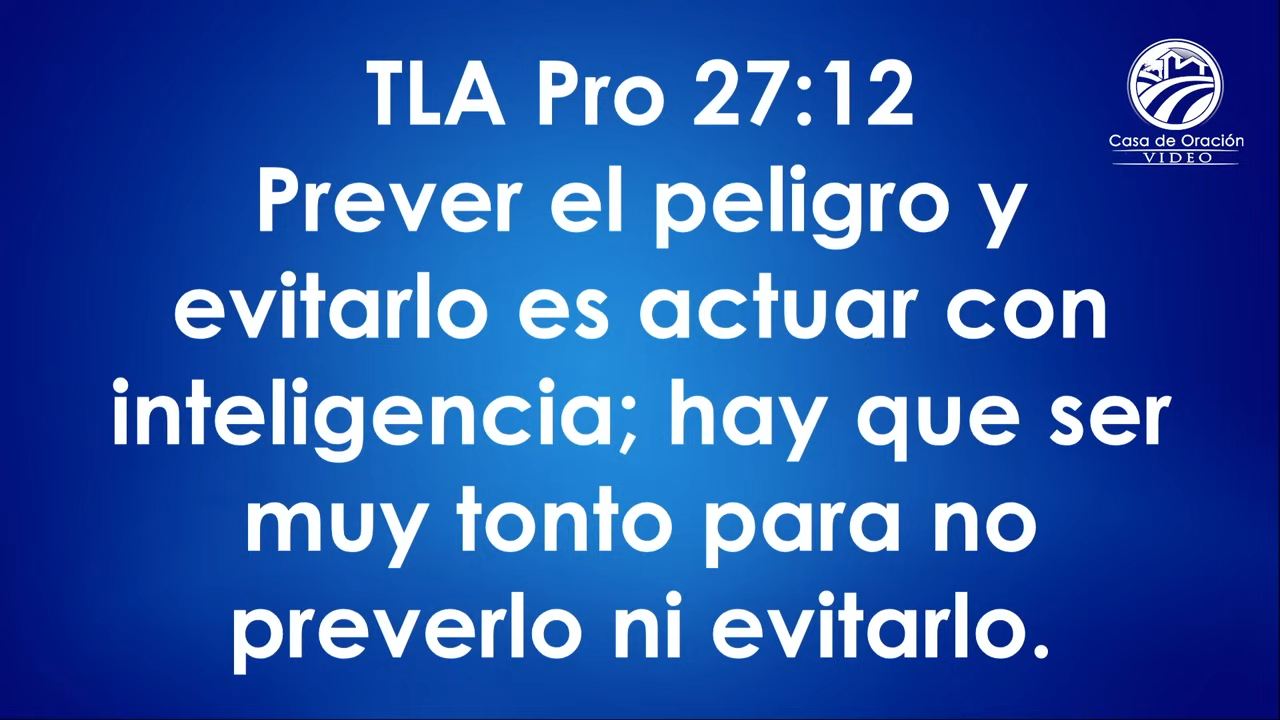 TLA Pro 27:12
Prever el peligro y
evitarlo es actuar con
inteligencia; hay que ser
muy tonto para no
preverlo ni evitarlo.
Casa de Oración
VIDEO